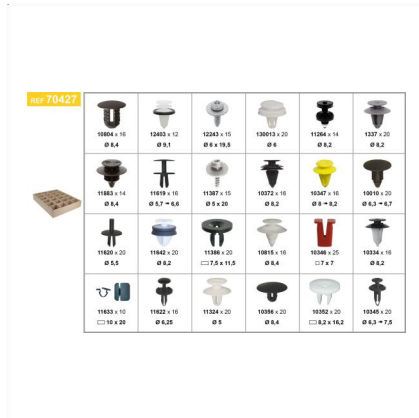 REF 70427
10804 x 16
Ø 8,4
12403 x 12
Ø 9,1
12243 x 15
Ø 6 x 19,5
130013 x 20
Ø 6
11264 x 14
Ø 8,2
1337 x 20
Ø 8,2
11883 x 14
Ø 8,4
11619 x 16
Ø 5,7 → 6,6
11387 x 15
Ø 5 x 20
10372 x 16
Ø 8,2
10347 x 16
Ø 8 → 8,2
10010 x 20
Ø 6,3 → 6,7
11620 x 20
Ø 5,5
11642 x 20
Ø 8,2
11366 x 20
7,5 x 11,5
10815 x 16
Ø 8,4
10346 x 25
7 x 7
10334 x 16
Ø 8,2
11633 x 10
10 x 20
11622 x 16
Ø 6,25
11324 x 20
Ø 5
10356 x 20
Ø 8,4
10352 x 20
8,2 x 16,2
10345 x 20
Ø 6,3 → 7,5